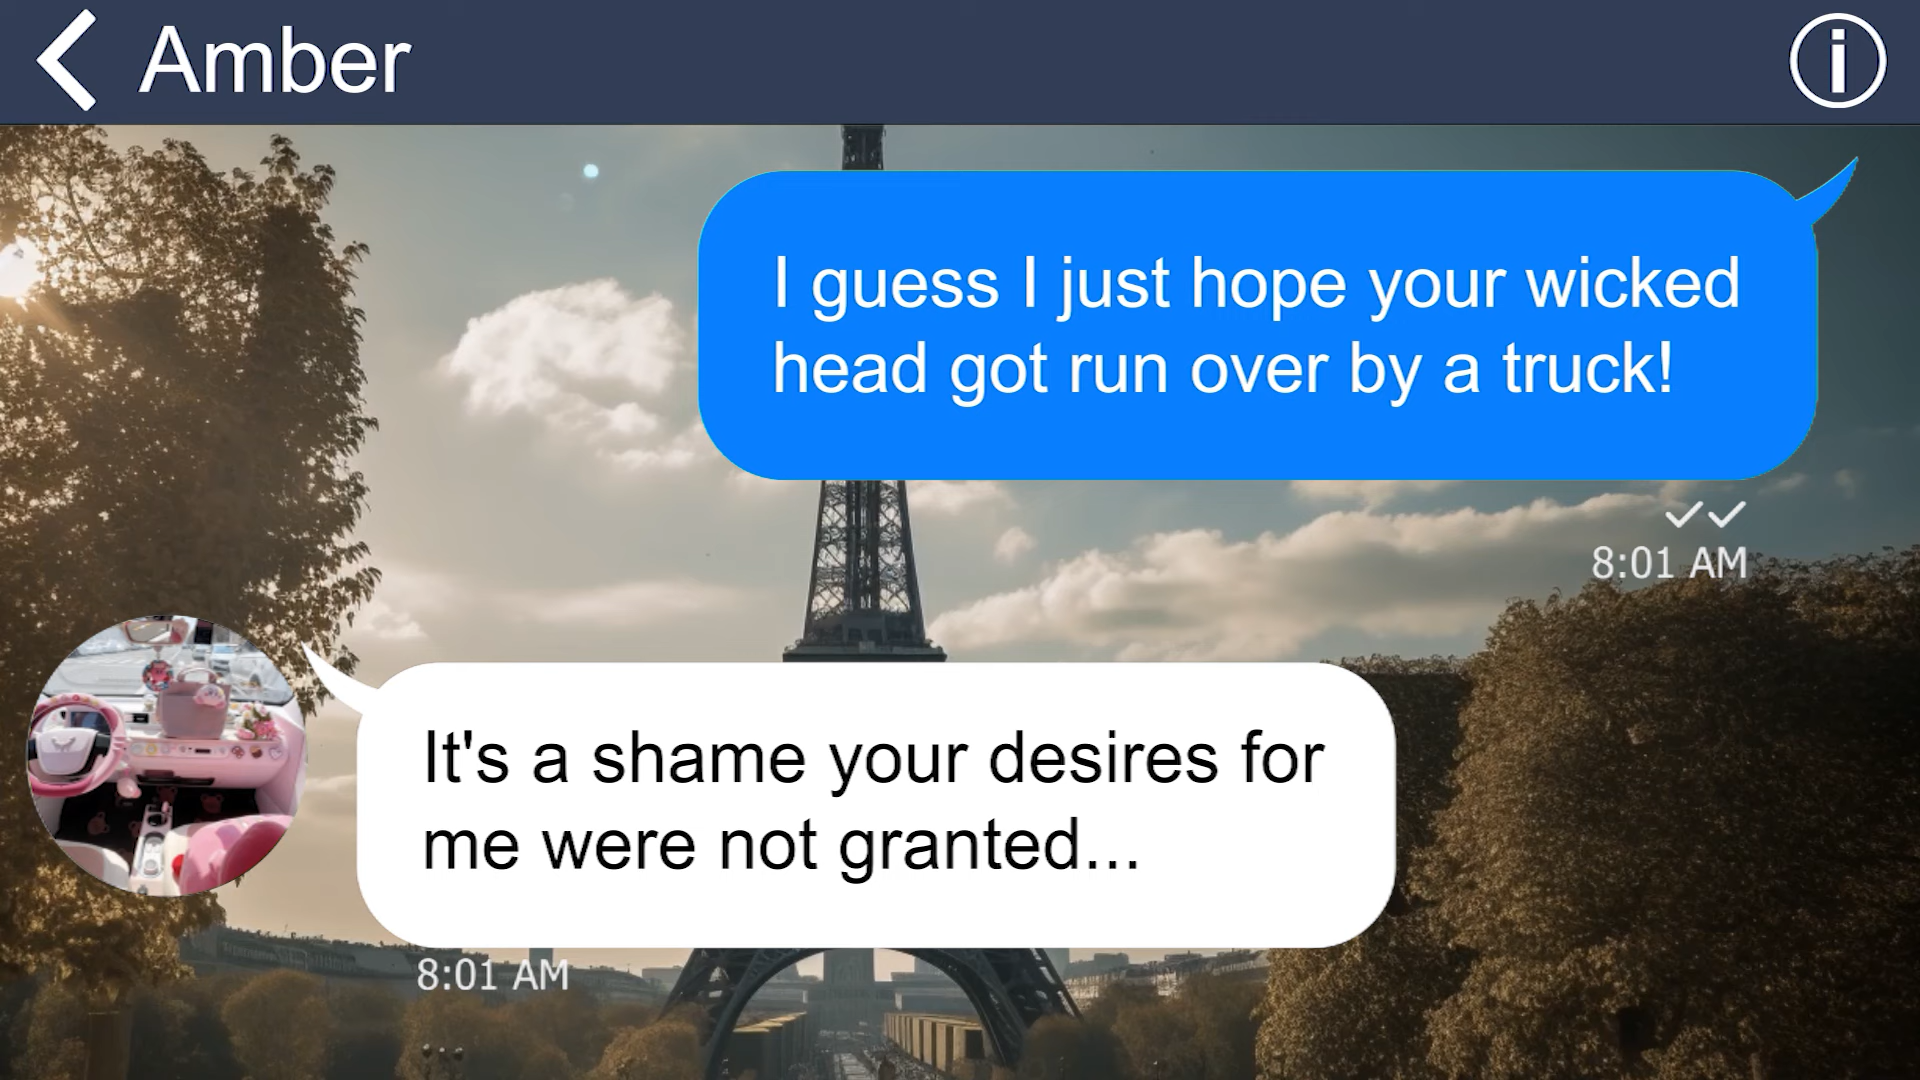 Amber
I guess I just hope your wicked
head got run over by a truck!
8:01 AM
It's a shame your desires for
me were not granted...
8:01 AM